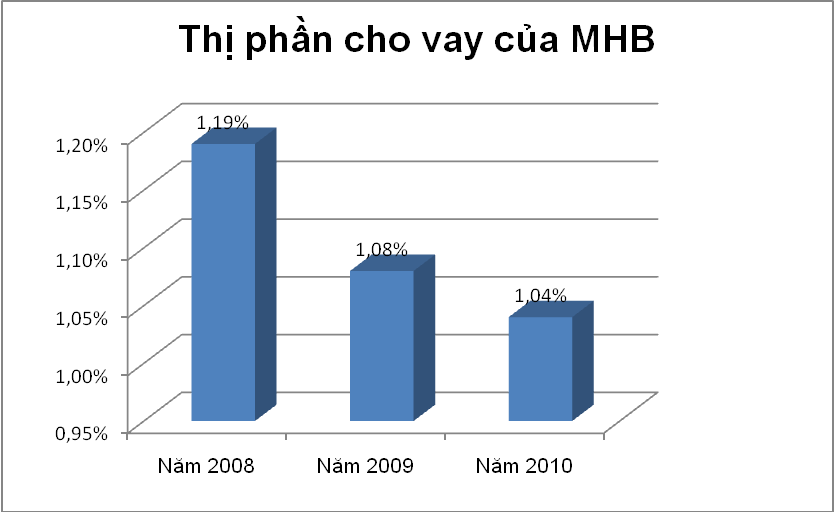 Thị phần cho vay của MHB
1,19%
1,08%
1,04%
1,20%
1,15%
1,10%
1,05%
1,00%
0,95%
Năm 2008
Năm 2009
Năm 2010